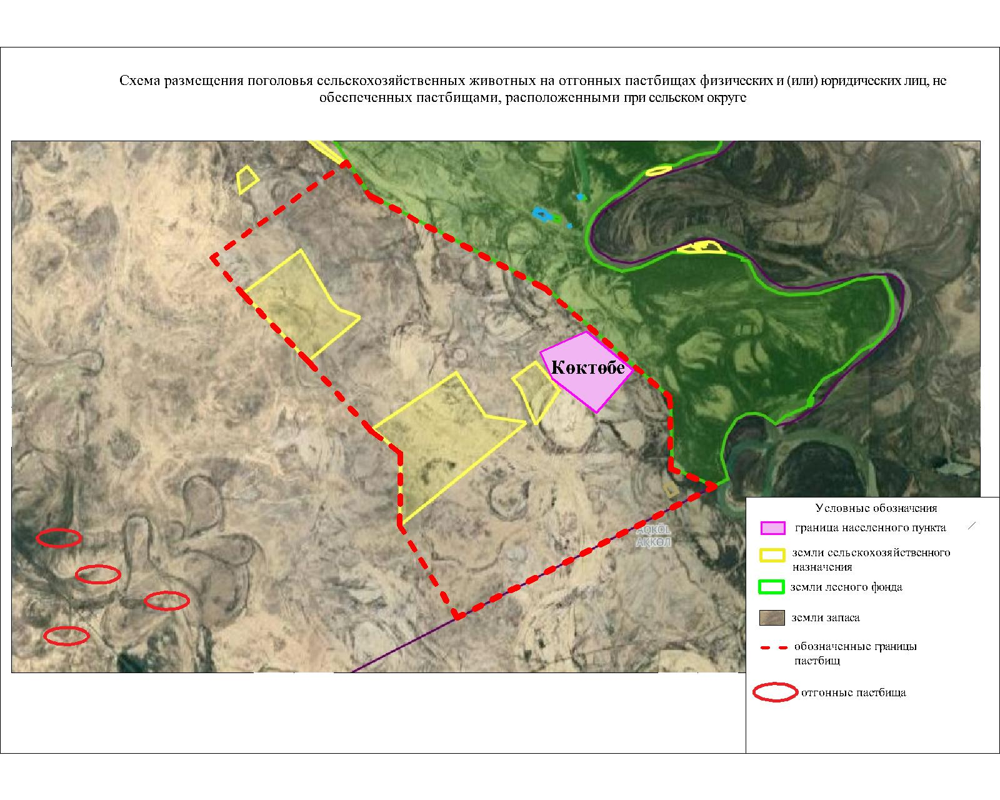 Схема размещения поголовья сельскохозяйственных животных на отгонных пастбищах физических и (или) юридических лиц, не
обеспеченных пастбищами, расположенными при сельском округе
Көктөбе
AQKÓL
АҚКӨЛ
Условные обозначения
граница населенного пункта
земли сельскохозяйственного
назначения
земли лесного фонда
земли запаса
обозначенные границы
пастбищ
отгонные пастбища